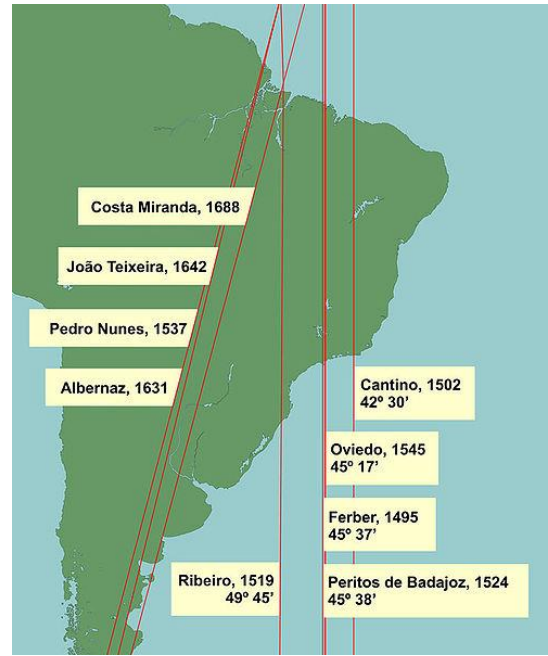 Costa Miranda, 1688
João Teixeira, 1642
Pedro Nunes, 1537
Albernaz, 1631
Cantino, 1502
42º 30’
Oviedo, 1545
45º 17’
Ferber, 1495
45º 37’
Ribeiro, 1519
49º 45’
Peritos de Badajoz, 1524
45º 38’